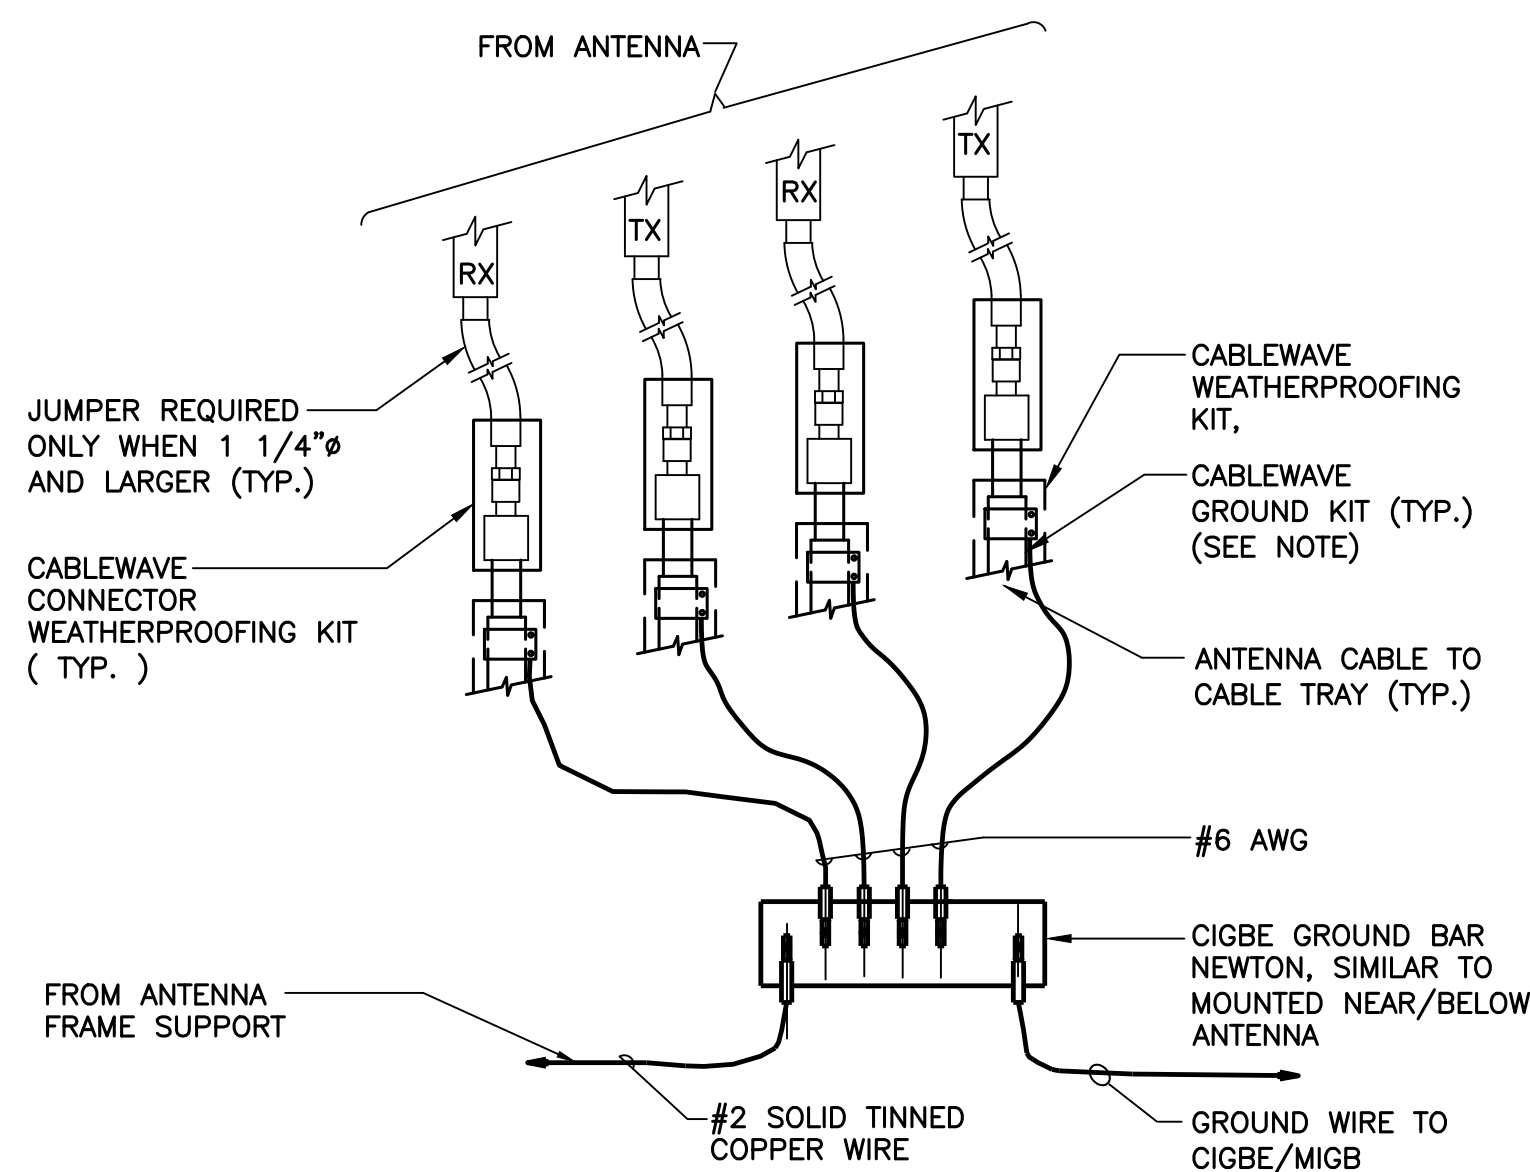 FROM ANTENNA
TX
RX
TX
RX
JUMPER REQUIRED
ONLY WHEN 1 1/4"ø
AND LARGER (TYP.)
CABLEWAVE
CONNECTOR
WEATHERPROOFING KIT
( TYP. )
CABLEWAVE
WEATHERPROOFING
KIT,
CABLEWAVE
GROUND KIT (TYP.)
(SEE NOTE)
ANTENNA CABLE TO
CABLE TRAY (TYP.)
#6 AWG
CIGBE GROUND BAR
NEWTON, SIMILAR TO
MOUNTED NEAR/BELOW
ANTENNA
FROM ANTENNA
FRAME SUPPORT
#2 SOLID TINNED
COPPER WIRE
GROUND WIRE TO
CIGBE/MIGB